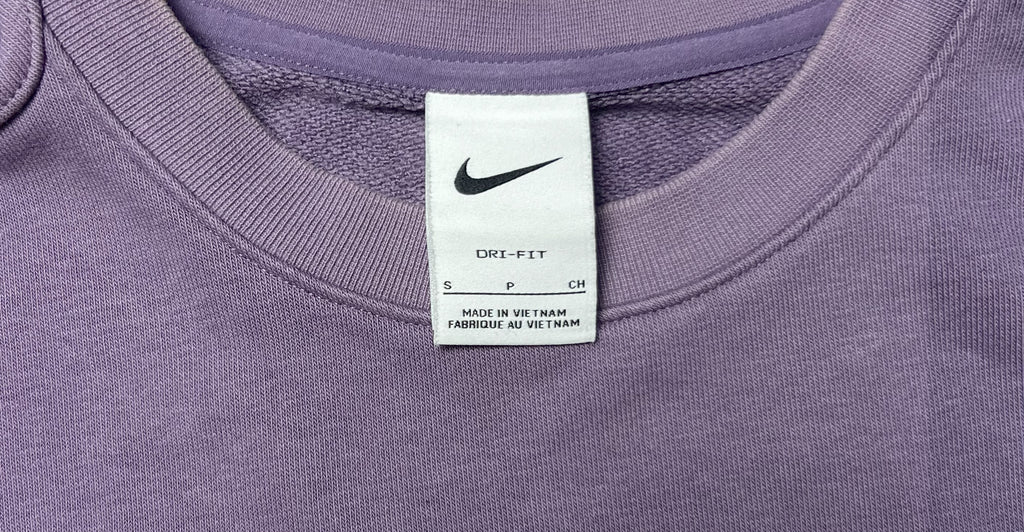 DRI-FIT
S P CH
MADE IN VIETNAM
FABRIQUE AU VIETNAM